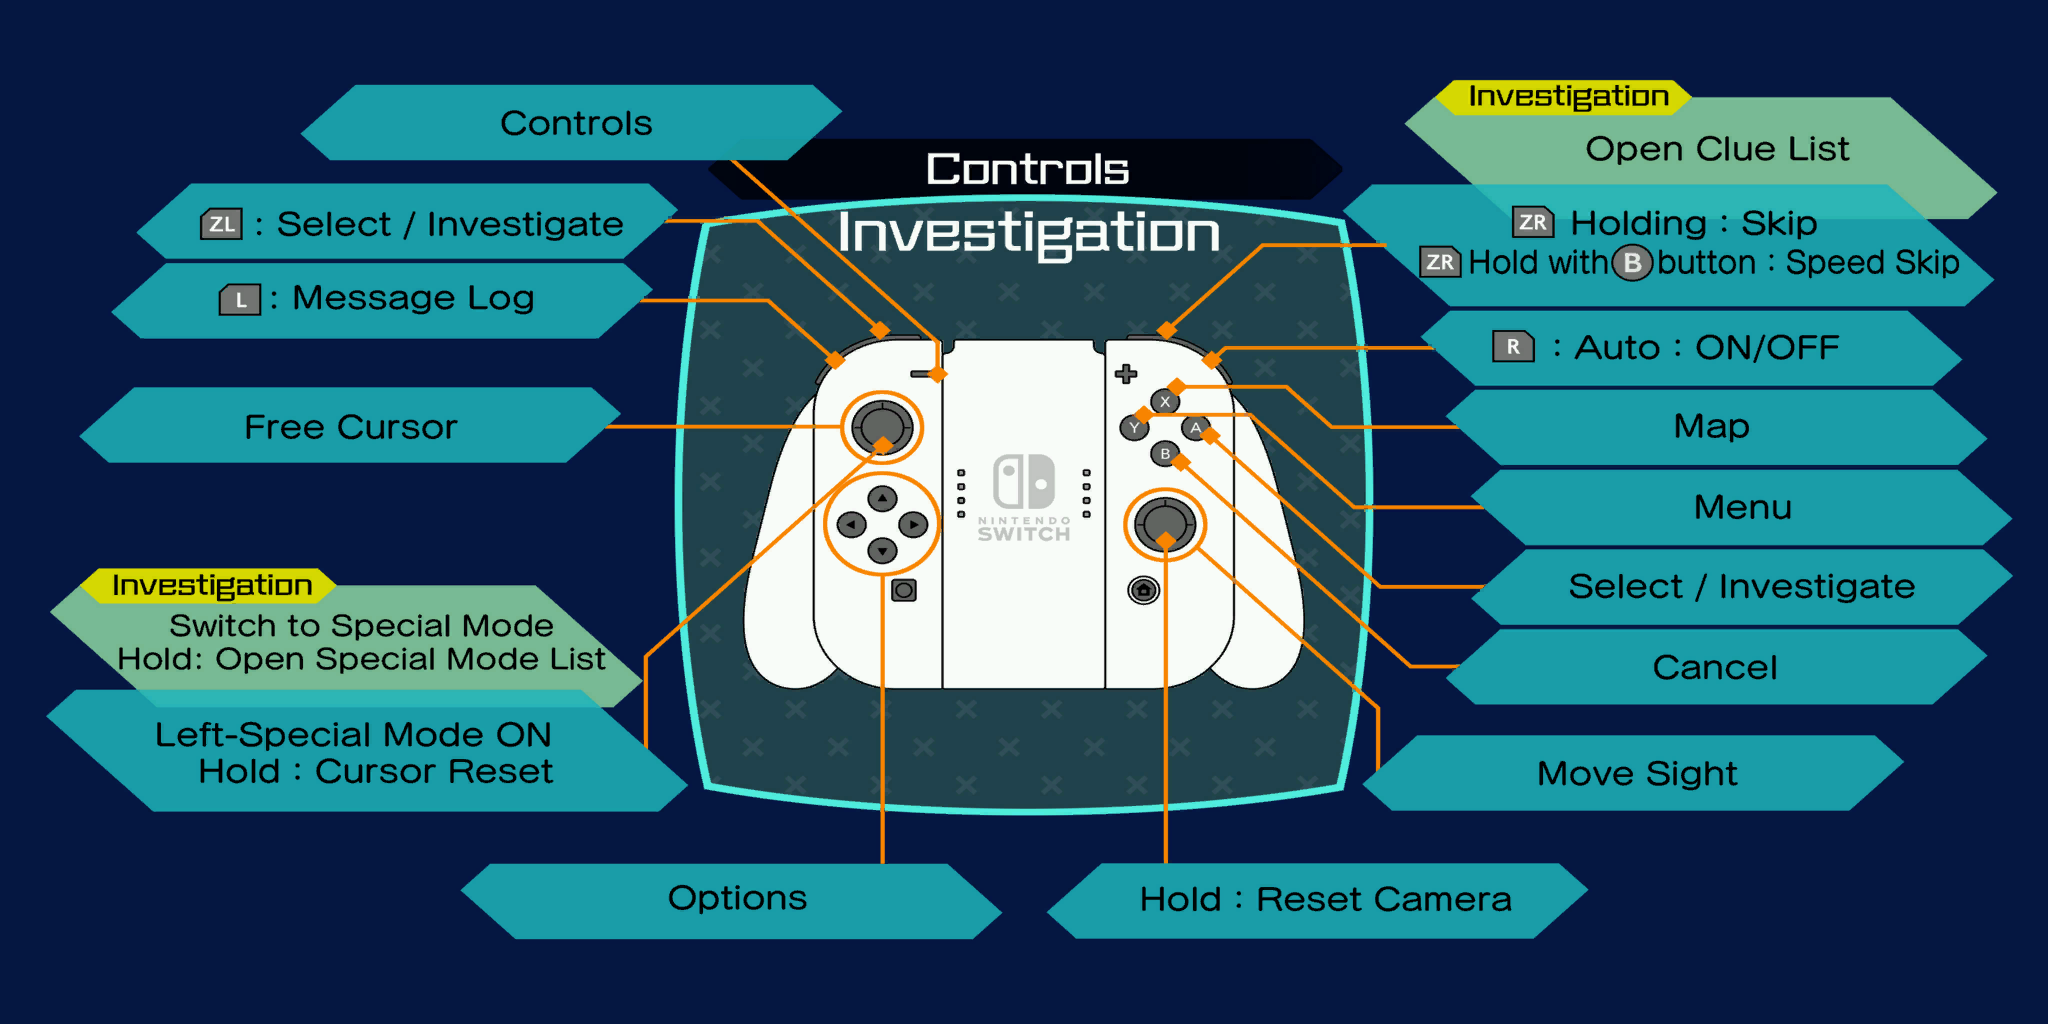 Controls
Controls
Investigation
ZL : Select / Investigate
L : Message Log
Free Cursor
Investigation
Switch to Special Mode
Hold: Open Special Mode List
Left-Special Mode ON
Hold : Cursor Reset
Options
Investigation
Open Clue List
ZR Holding : Skip
ZR Hold with B button : Speed Skip
R : Auto : ON/OFF
Map
Menu
Select / Investigate
Cancel
Move Sight
Hold : Reset Camera
X
Y
A
B
NINTENDO
SWITCH